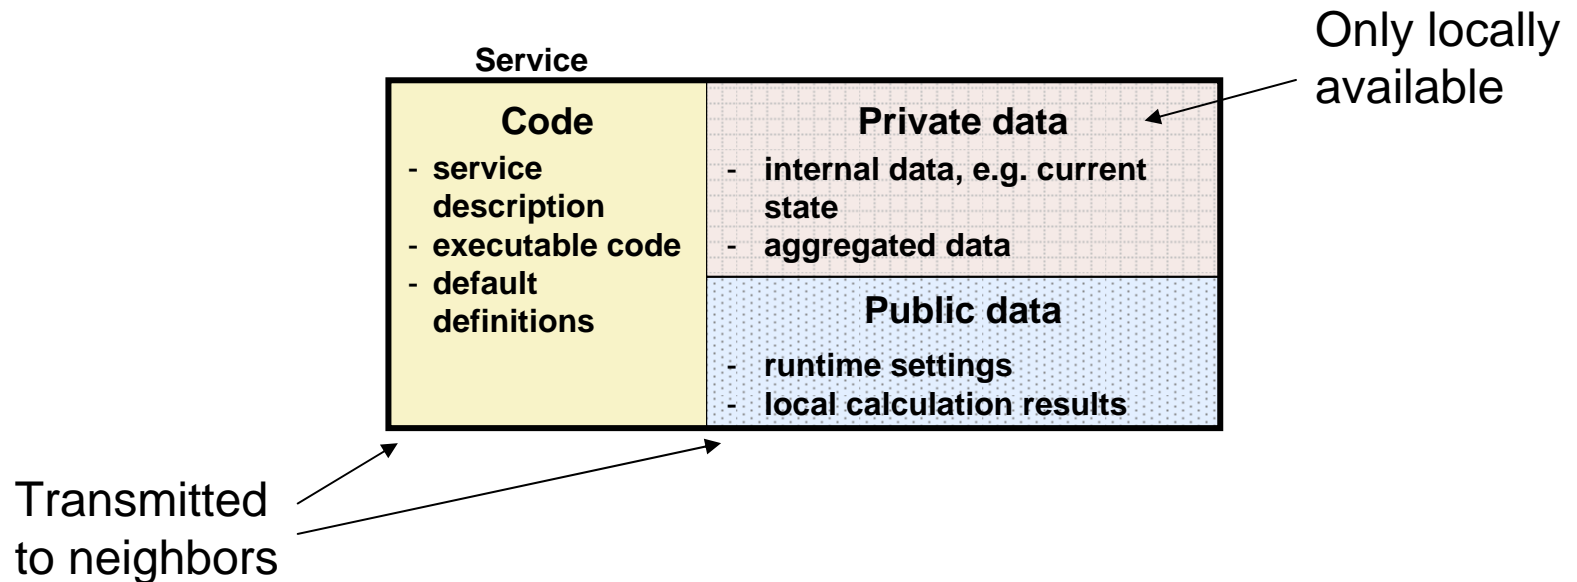 Only locally
available
Service
Code
- service
description
- executable code
- default
definitions
Private data
- internal data, e.g. current
state
- aggregated data
Public data
- runtime settings
- local calculation results
Transmitted
to neighbors